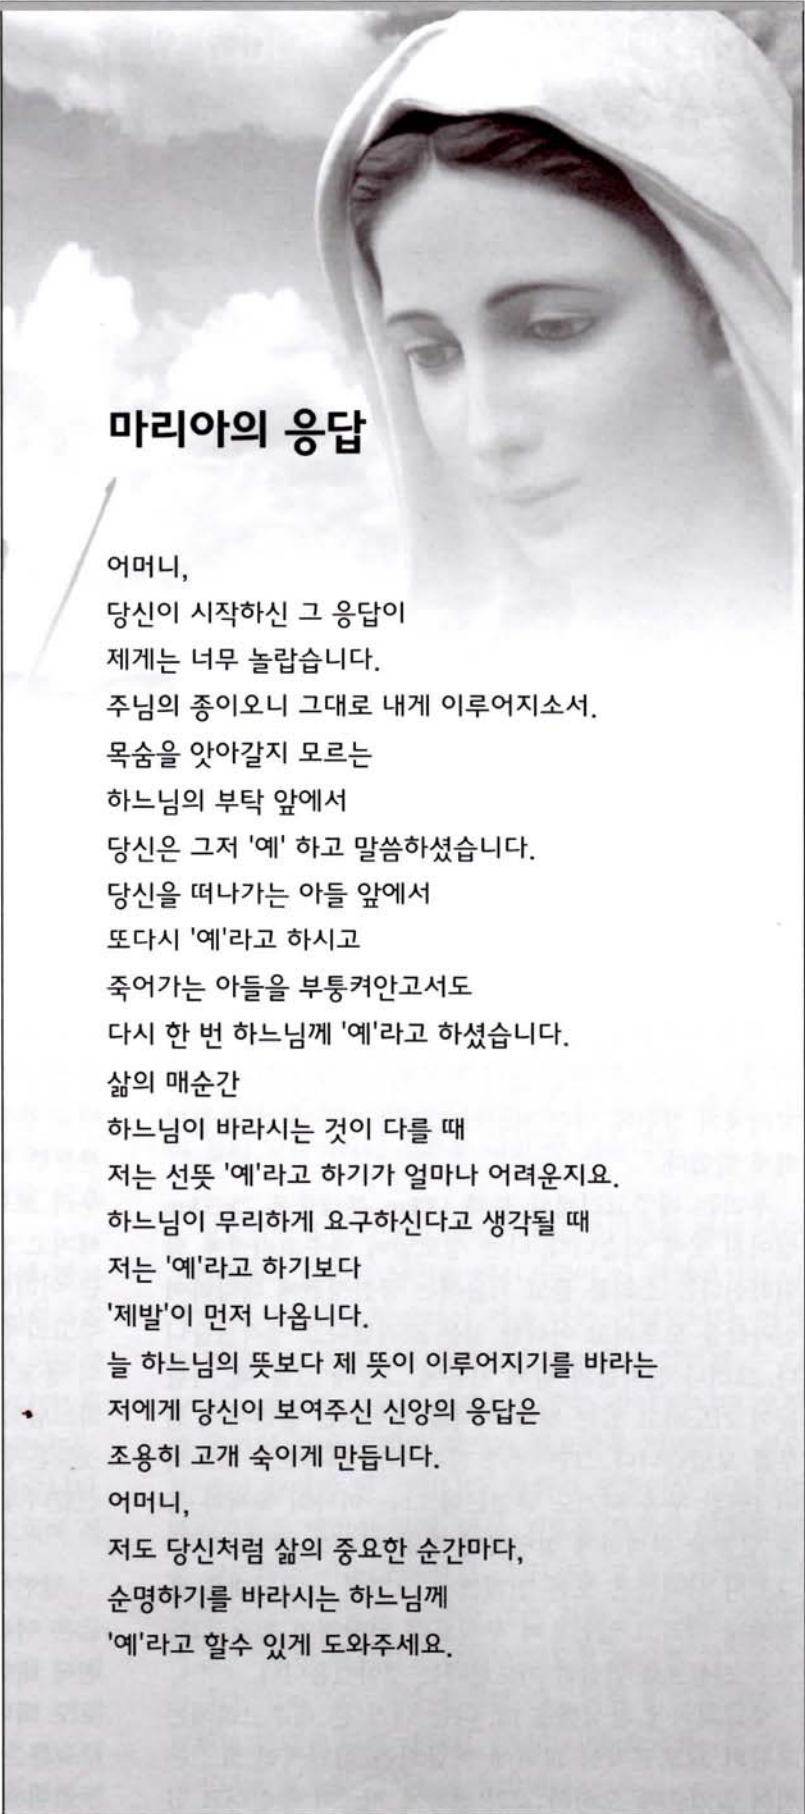 마리아의 응답
어머니,
당신이 시작하신 그 응답이
제게는 너무 놀랍습니다.
주님의 종이오니 그대로 내게 이루어지소서.
목숨을 앗아갈지 모르는
하느님의 부탁 앞에서
당신은 그저 '예' 하고 말씀하셨습니다.
당신을 떠나가는 아들 앞에서
또다시 '예'라고 하시고
죽어가는 아들을 부퉁켜안고서도
다시 한 번 하느님께 '예'라고 하셨습니다.
삶의 매순간
하느님이 바라시는 것이 다를 때
저는 선뜻 '예'라고 하기가 얼마나 어려운지요.
하느님이 무리하게 요구하신다고 생각될 때
저는 '예'라고 하기보다
'제발'이 먼저 나옵니다.
늘 하느님의 뜻보다 제 뜻이 이루어지기를 바라는
저에게 당신이 보여주신 신앙의 응답은
조용히 고개 숙이게 만듭니다.
어머니,
저도 당신처럼 삶의 중요한 순간마다,
순명하기를 바라시는 하느님께
'예'라고 할수 있게 도와주세요.